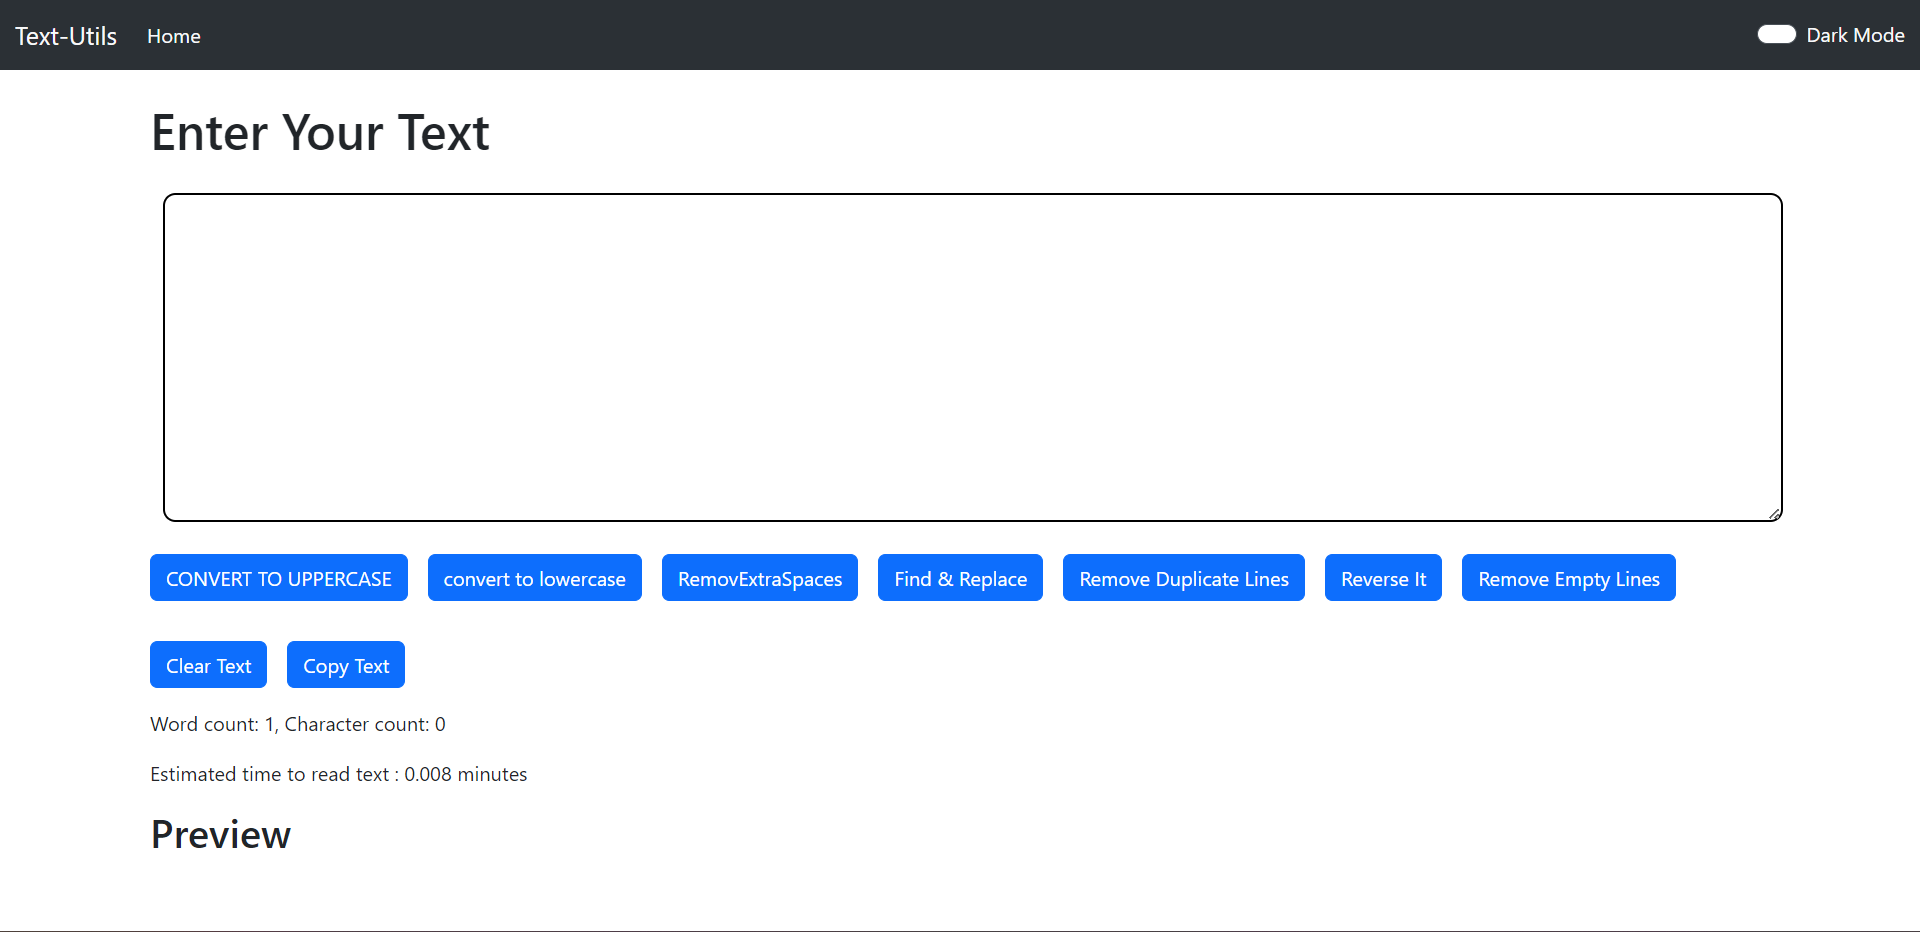 Text-Utils Home Dark Mode
Enter Your Text
CONVERT TO UPPERCASE convert to lowercase RemovExtraSpaces Find & Replace Remove Duplicate Lines Reverse It Remove Empty Lines
Clear Text Copy Text
Word count: 1, Character count: 0
Estimated time to read text : 0.008 minutes
Preview